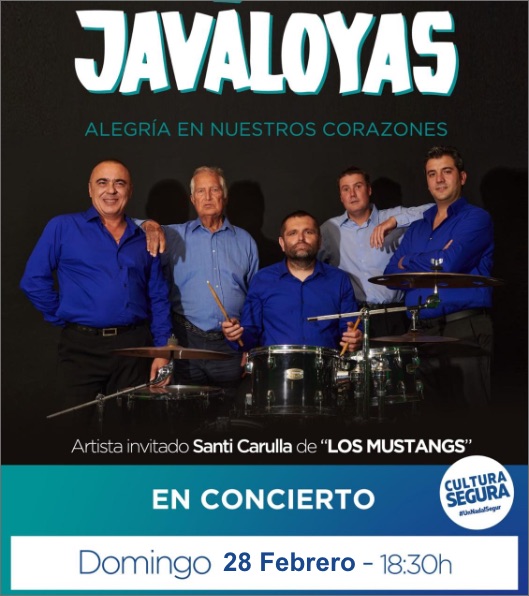 JAVALOYAS
ALEGRÍA EN NUESTROS CORAZONES
Artista invitado Santi Carulla de "LOS MUSTANGS"
EN CONCIERTO
CULTURA
SEGURA
#UnNadalSegur
Domingo 28 Febrero - 18:30h